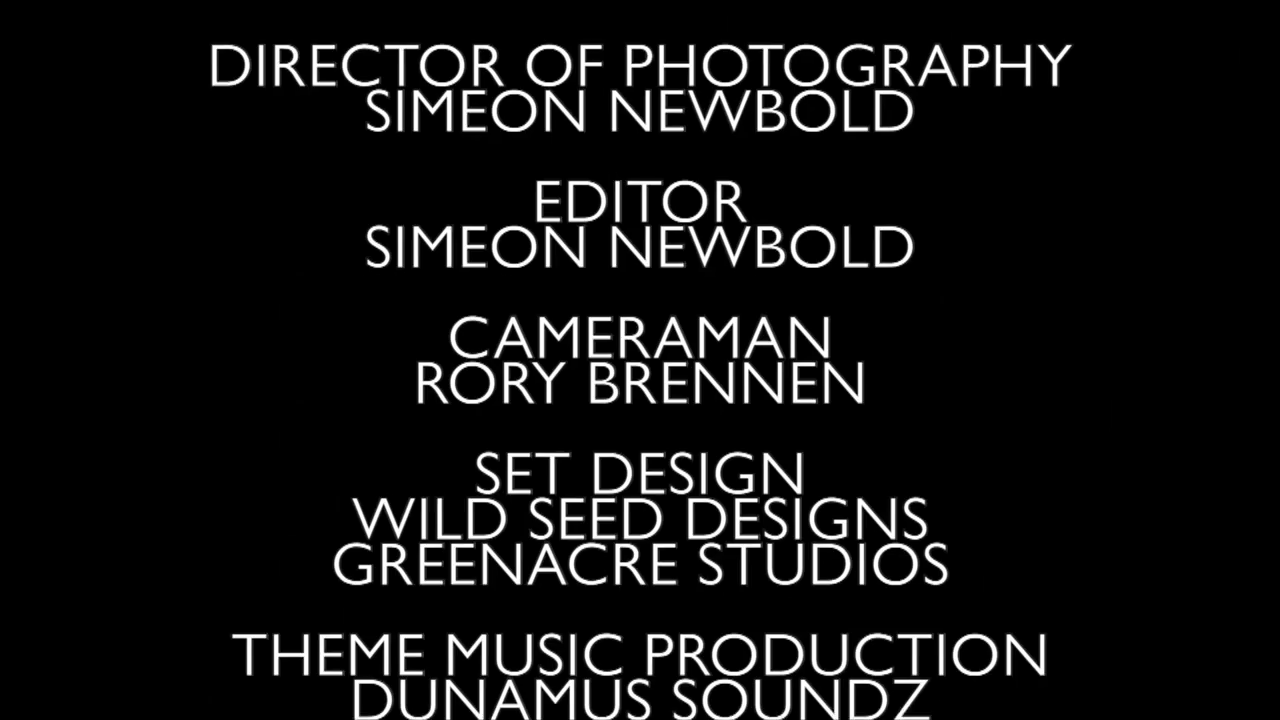 DIRECTOR OF PHOTOGRAPHY
SIMEON NEWBOLD
EDITOR
SIMEON NEWBOLD
CAMERAMAN
RORY BRENNEN
SET DESIGN
WILD SEED DESIGNS
GREENACRE STUDIOS
THEME MUSIC PRODUCTION
DUNAMUS SOUNDZ